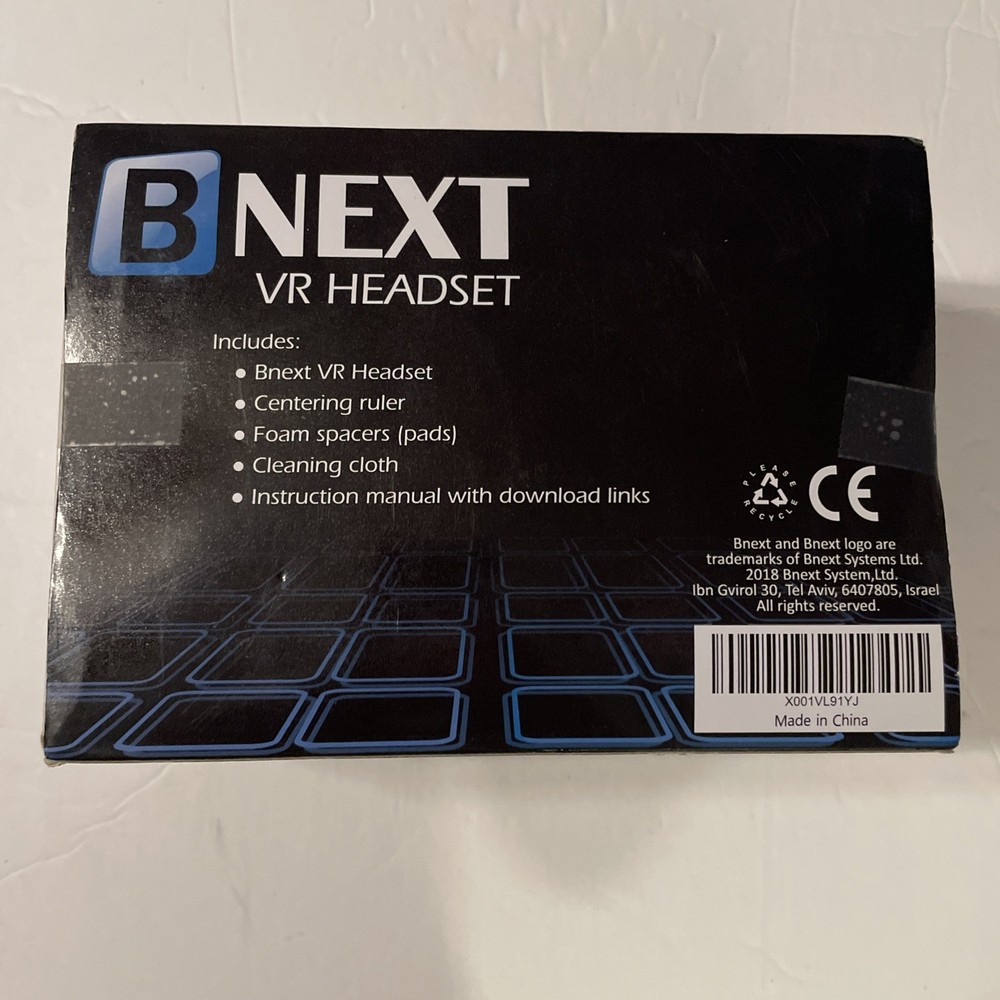 B NEXT
VR HEADSET
Includes:
• Bnext VR Headset
• Centering ruler
• Foam spacers (pads)
• Cleaning cloth
• Instruction manual with download links
PLEASE
RECYCLE
CE
Bnext and Bnext logo are
trademarks of Bnext Systems Ltd.
2018 Bnext System,Ltd.
Ibn Gvirol 30, Tel Aviv, 6407805, Israel
All rights reserved.
X001VL91YJ
Made in China